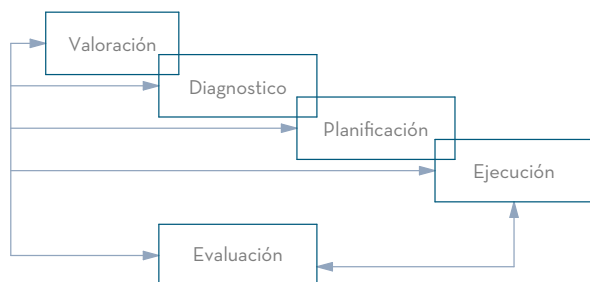 Valoración
Diagnostico
Planificación
Ejecución
Evaluación